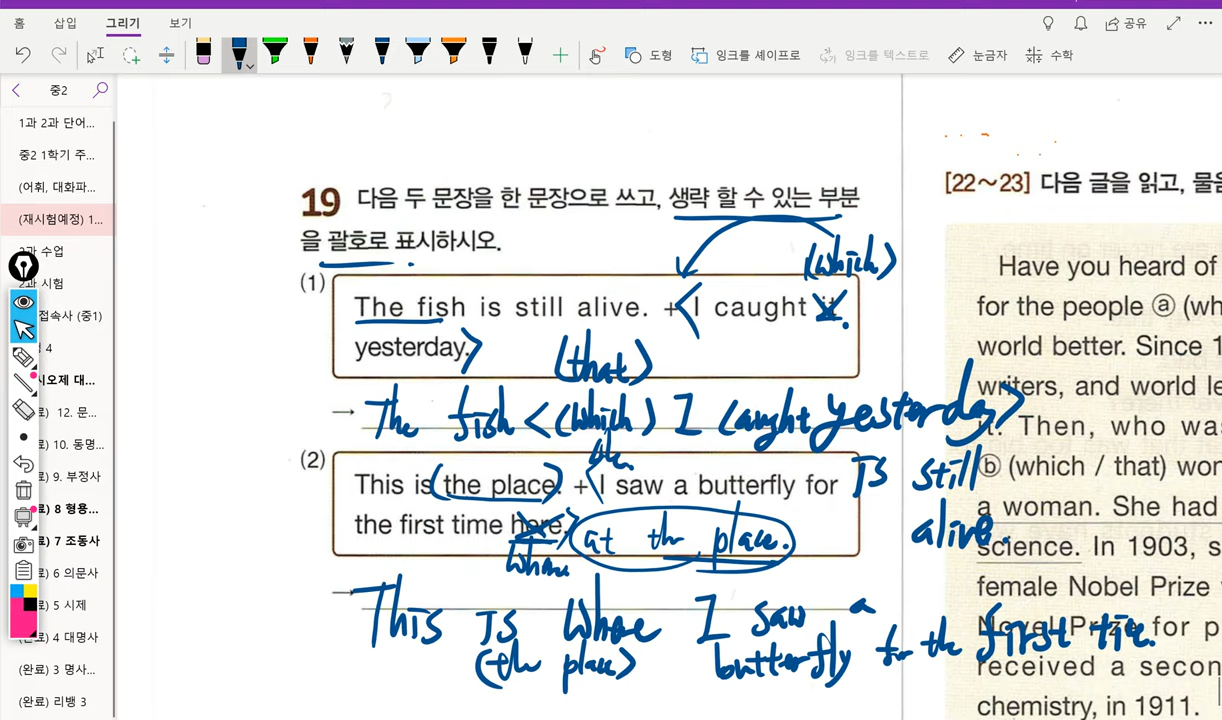 홈 삽입 그리기 보기
공유
도형 잉크를 셰이프로 잉크를 텍스트로 눈금자 수학
중2
1과 2과 단어...
중2 1학기 주...
(어휘, 대화파...
(재시험예정) 1...
과 수업
2과 시험
접속사 (중1)
4
시오제 대...
료) 12. 문...
료) 10. 동명...
료) 9. 부정사
료) 8 형용...
료) 7 조동사
료) 6 의문사
료) 5 시제
(완료) 4 대명사
(완료) 3 명사...
(완료) 리뱅 3
19 다음 두 문장을 한 문장으로 쓰고, 생략 할 수 있는 부분
을 괄호로 표시하시오.
(which)
(1) The fish is still alive. + < I caught it
yesterday. >
(that)
→ The fish <(which) I caught yesterday>
is still
alive.
(2) This is (the place). + < I saw a butterfly for
the first time here. > at the place.
where
→ This is where I saw a
(the place) butterfly for the first
[22~23] 다음 글을 읽고, 물음
Have you heard of
for the people ⓐ (wh
world better. Since 1
writers, and world le
it. Then, who was
ⓑ (which / that) wor
a woman. She had
science. In 1903, s
female Nobel Prize
Novel Prize for p
received a secon
chemistry, in 1911.